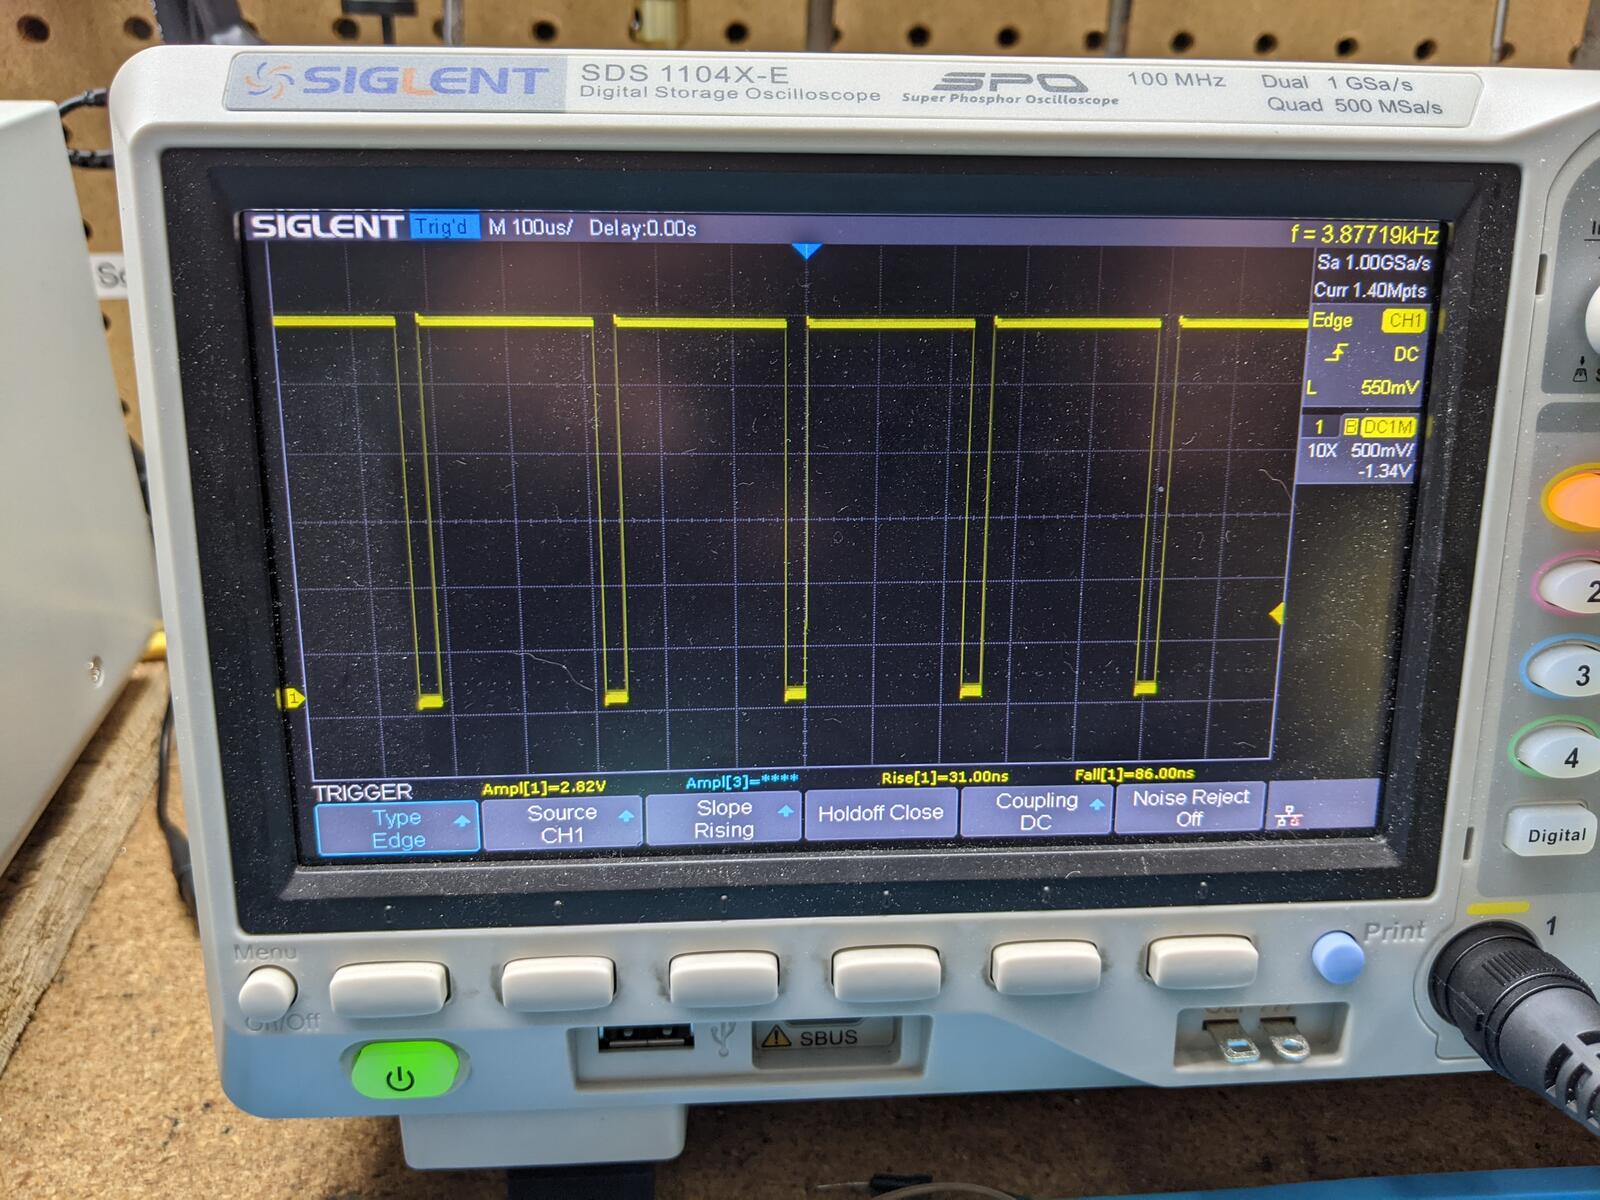 SIGLENT SDS 1104X-E SPO 100 MHz Dual 1 GSa/s
Digital Storage Oscilloscope Super Phosphor Oscilloscope Quad 500 MSa/s
SIGLENT Trig'd M 100us/ Delay:0.00s f = 3.87719kHz
Sa 1.00GSa/s
Curr 1.40Mpts
Edge CH1
DC
L 550mV
1 B DC1M
10X 500mV/
-1.34V
1
Ampl[1]=2.82V Ampl[3]=**** Rise[1]=31.00ns Fall[1]=86.00ns
TRIGGER
Type
Edge
Source
CH1
Slope
Rising
Holdoff Close
Coupling
DC
Noise Reject
Off
2
3
4
Digital
Menu
On/Off
Print
1
SBUS